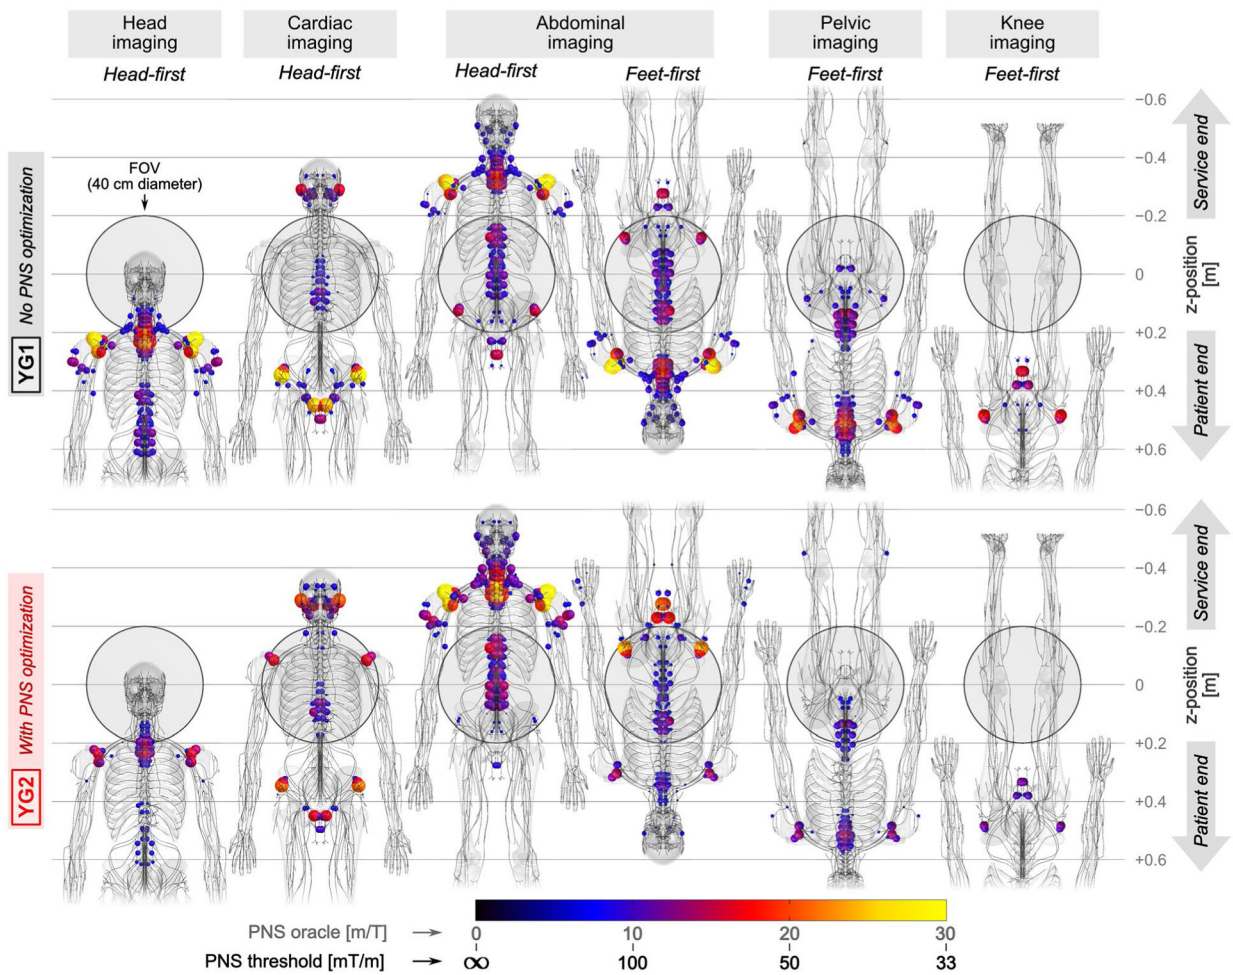 Head imaging
Cardiac imaging
Abdominal imaging
Pelvic imaging
Knee imaging
Head-first
Head-first
Head-first
Feet-first
Feet-first
Feet-first
YG1 No PNS optimization
FOV
(40 cm diameter)
−0.6
−0.4
−0.2
0
+0.2
+0.4
+0.6
z-position [m]
Service end
Patient end
YG2 With PNS optimization
−0.6
−0.4
−0.2
0
+0.2
+0.4
+0.6
z-position [m]
Service end
Patient end
PNS oracle [m/T] → 0 10 20 30
PNS threshold [mT/m] → ∞ 100 50 33